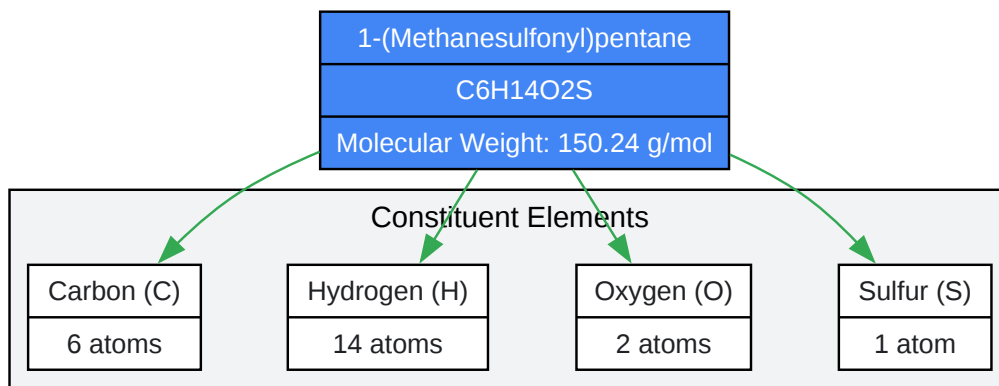 1-(Methanesulfonyl)pentane
C6H14O2S
Molecular Weight: 150.24 g/mol
Constituent Elements
Carbon (C)
6 atoms
Hydrogen (H)
14 atoms
Oxygen (O)
2 atoms
Sulfur (S)
1 atom